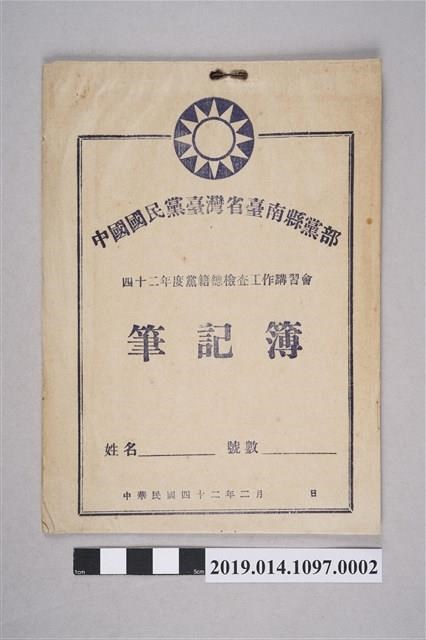 中國國民黨臺灣省臺南縣黨部
四十二年度黨籍總檢查工作講習會
筆記簿
姓名 號數
中華民國四十二年二月 日
1cm 5cm
2019.014.1097.0002